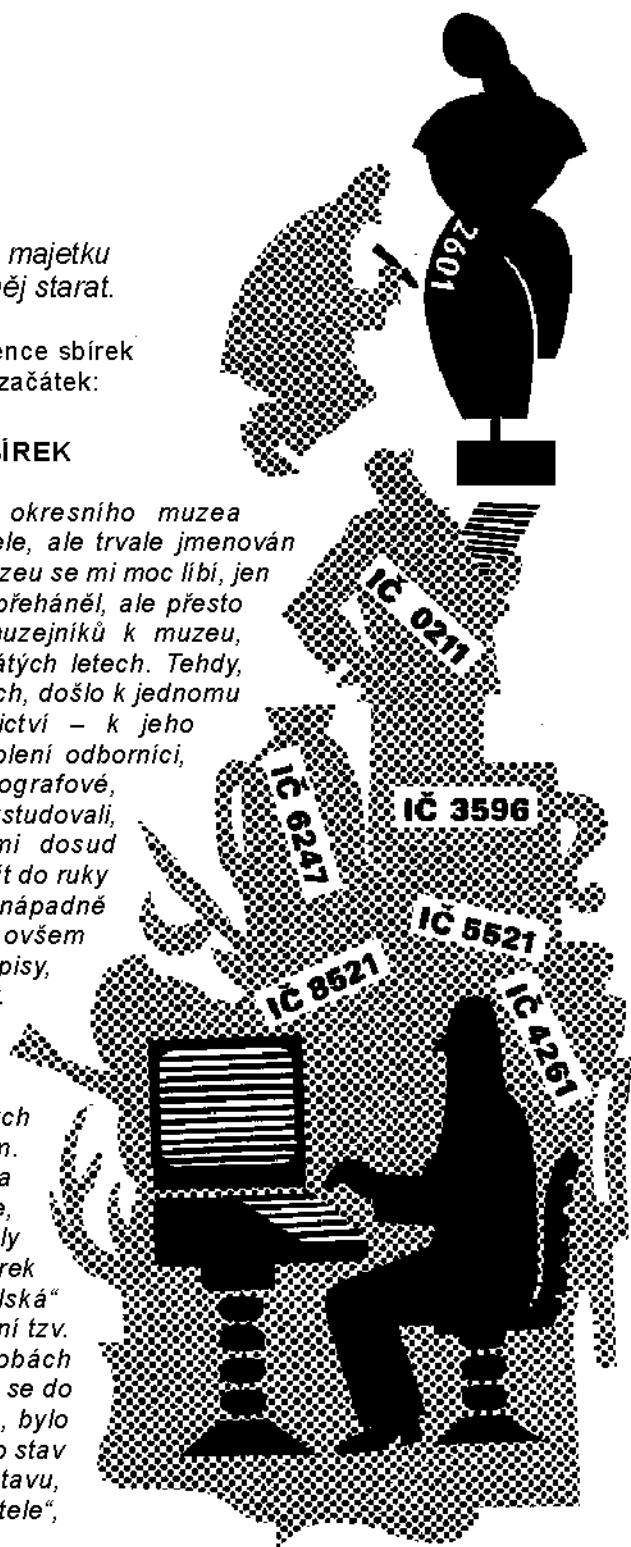 majetku
něj starat.
ence sbírek
začátek:
SBÍREK
okresního muzea
ele, ale trvale jmenován
zeu se mi moc líbí, jen
přeháněl, ale přesto
nuzejníků k muzeu,
átých letech. Tehdy,
ch, došlo k jednomu
ictví – k jeho
olení odborníci,
ografové,
studovali,
mi dosud
ít do ruky
nápadně
ovšem
pisy,
ch
n.
a
e,
ly
rek
lská“
ní tzv.
obách
se do
, bylo
o stav
tavu,
tele“,
2601
IČ 0211
IČ 6247
IČ 3596
IČ 5521
IČ 8521
IČ 4261